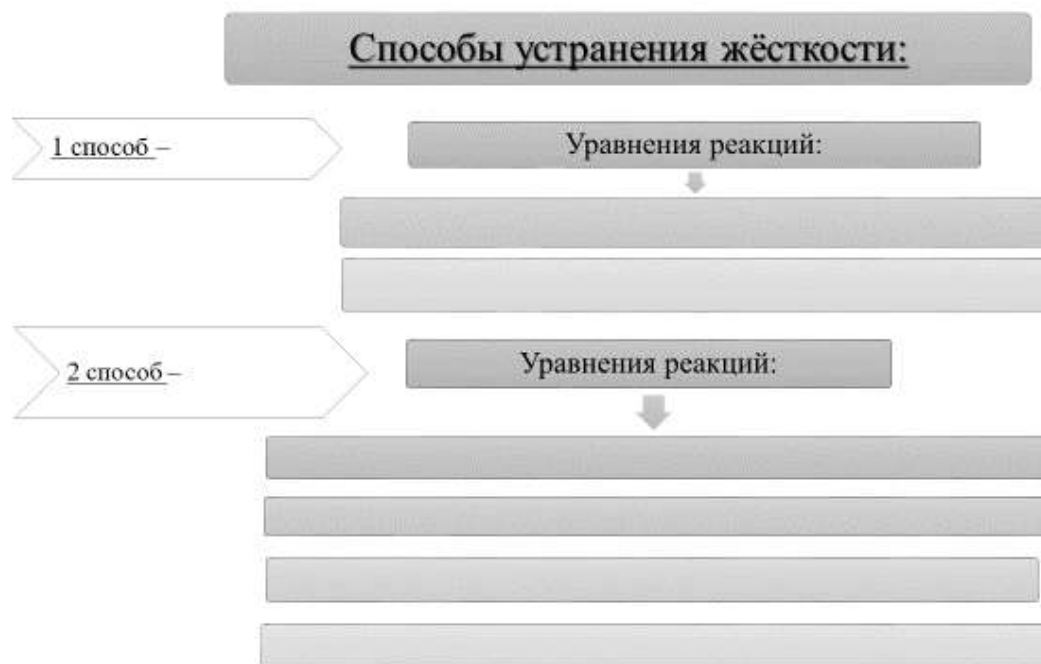 Способы устранения жёсткости:
1 способ –
Уравнения реакций:
2 способ –
Уравнения реакций: